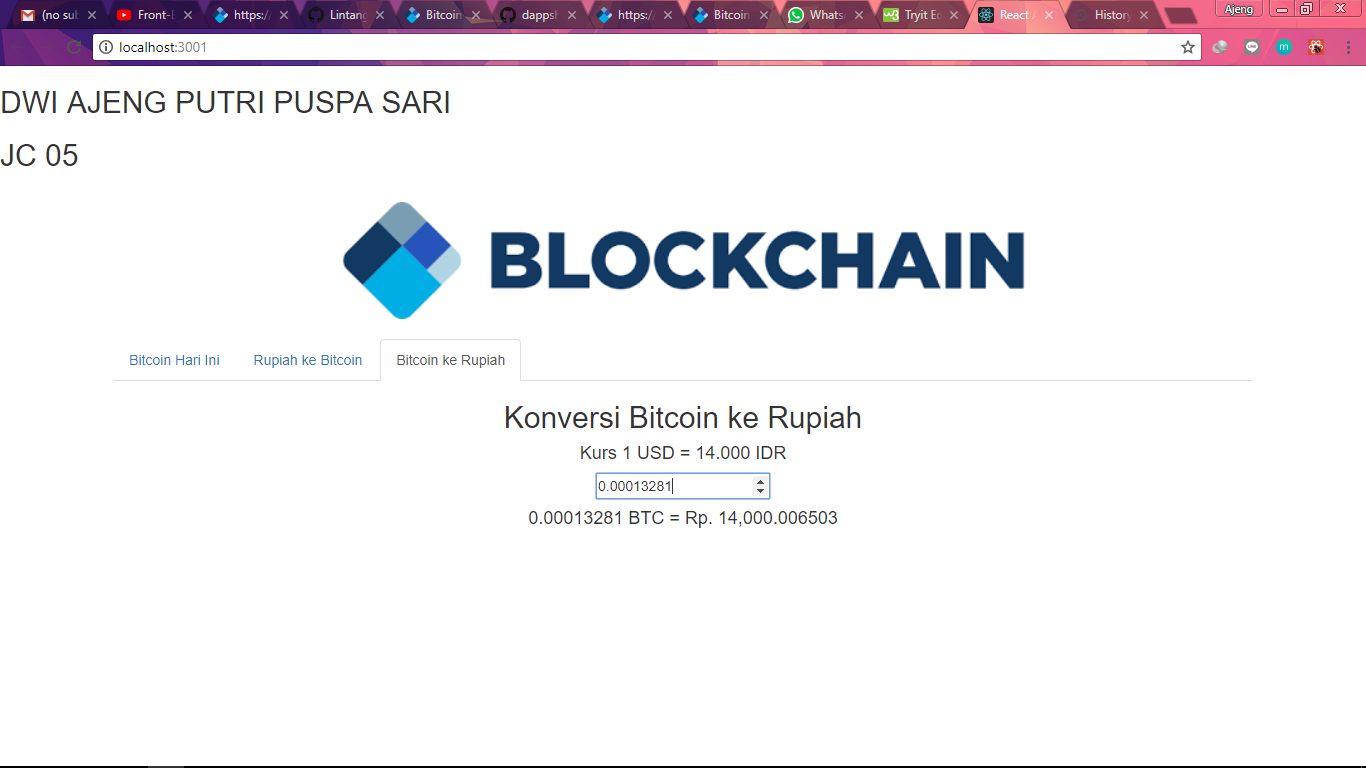 (no sub
Front-E
https:/
Lintang
Bitcoin
dappsh
https:/
Bitcoin
Whats
Tryit Ed
React A
History
Ajeng
localhost:3001
DWI AJENG PUTRI PUSPA SARI
JC 05
BLOCKCHAIN
Bitcoin Hari Ini
Rupiah ke Bitcoin
Bitcoin ke Rupiah
Konversi Bitcoin ke Rupiah
Kurs 1 USD = 14.000 IDR
0.00013281
0.00013281 BTC = Rp. 14,000.006503